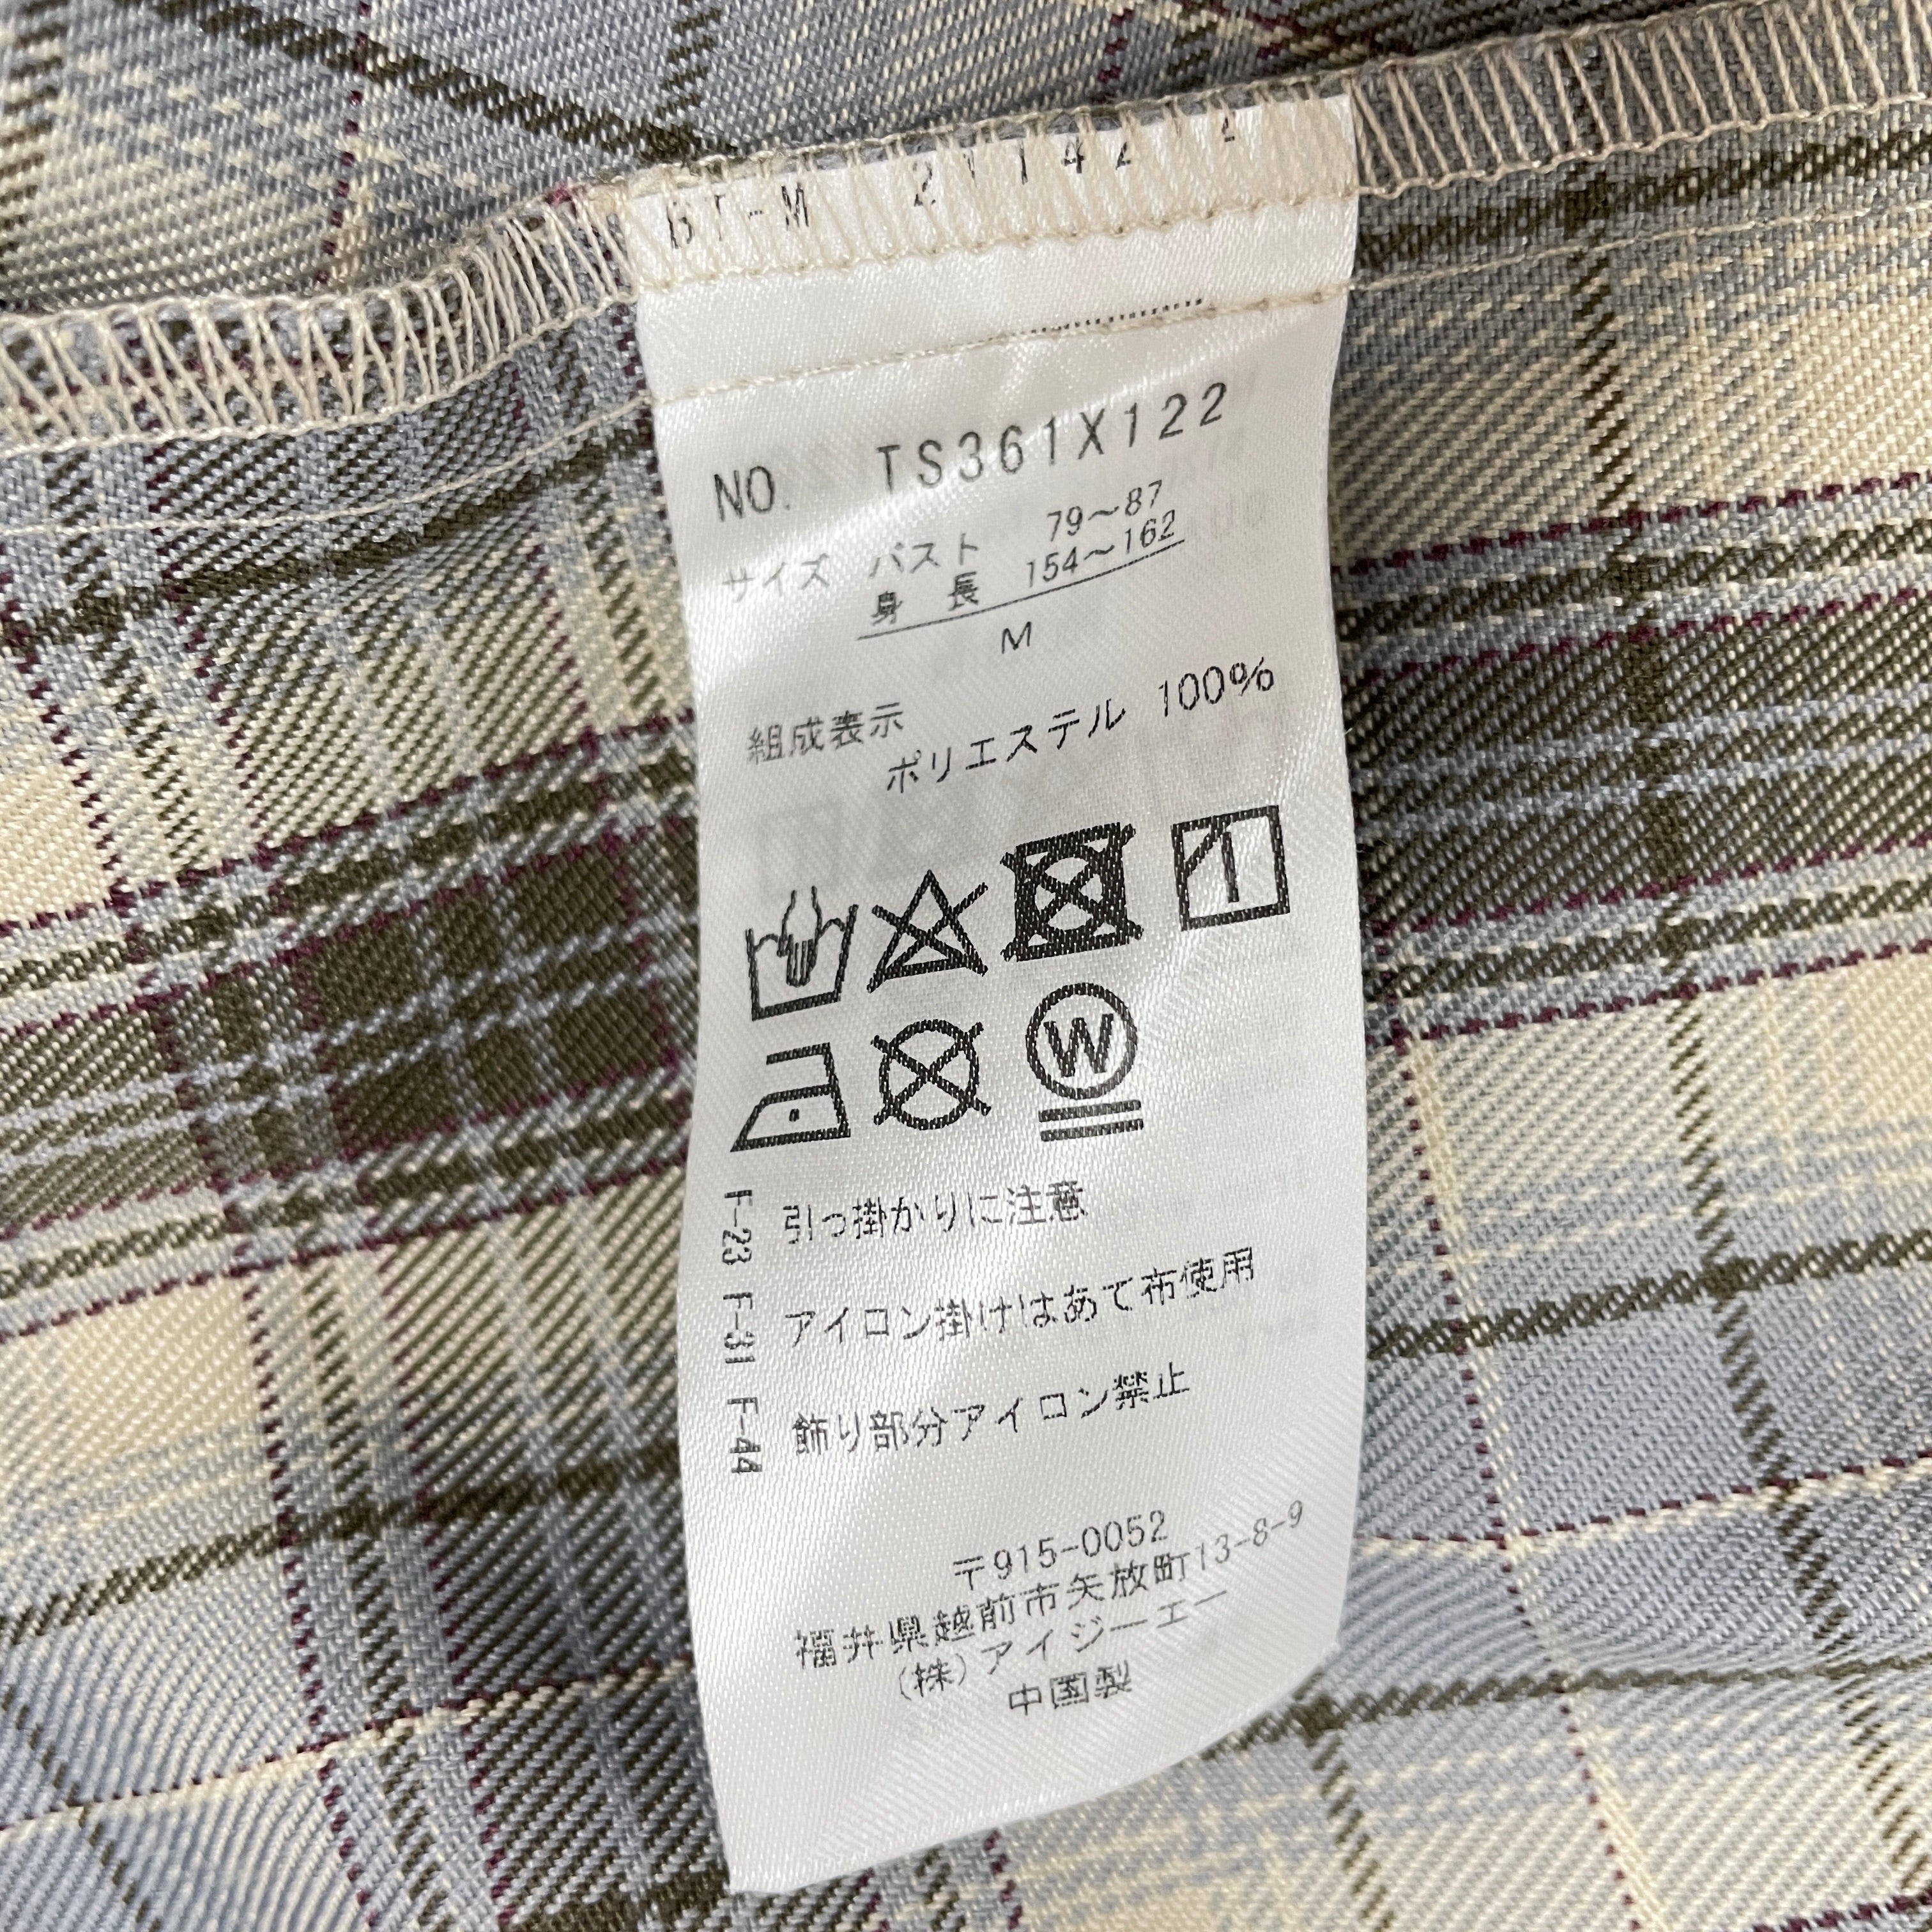 NO. TS361X122
サイズ バスト 79～87
身長 154～162
M
組成表示
ポリエステル 100%
W
F-23 引っ掛かりに注意
F-31 アイロン掛けはあて布使用
F-44 飾り部分アイロン禁止
〒915-0052
福井県越前市矢放町13-8-9
(株)アイジーエー
中国製